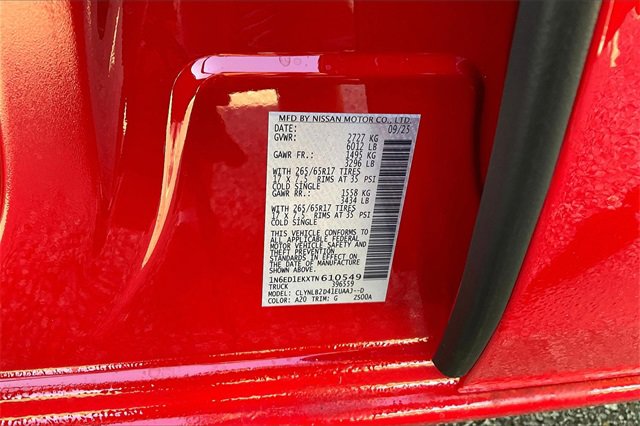 MFD BY NISSAN MOTOR CO., LTD.
DATE: 09/25
GVWR: 2727 KG
6012 LB
GAWR FR.: 1495 KG
3296 LB
WITH 265/65R17 TIRES
17 X 7.5 RIMS AT 35 PSI
COLD SINGLE
GAWR RR.: 1558 KG
3434 LB
WITH 265/65R17 TIRES
17 X 7.5 RIMS AT 35 PSI
COLD SINGLE
THIS VEHICLE CONFORMS TO
ALL APPLICABLE FEDERAL
MOTOR VEHICLE SAFETY AND
THEFT PREVENTION
STANDARDS IN EFFECT ON
THE DATE OF MANUFACTURE
SHOWN ABOVE.
1N6ED1EKXTN610549
TRUCK 396559
MODEL: CLYNLB2D41EUAAJ--D
COLOR: A20 TRIM: G 2SD0A